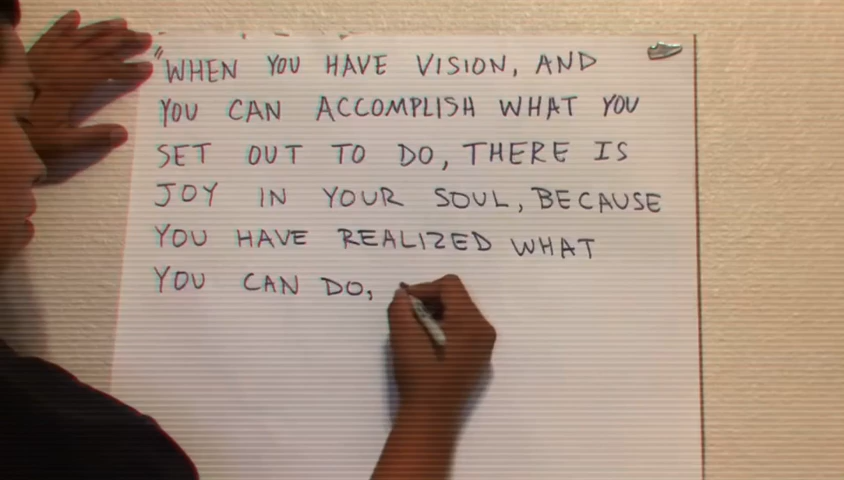 "WHEN YOU HAVE VISION, AND
YOU CAN ACCOMPLISH WHAT YOU
SET OUT TO DO, THERE IS
JOY IN YOUR SOUL, BECAUSE
YOU HAVE REALIZED WHAT
YOU CAN DO,